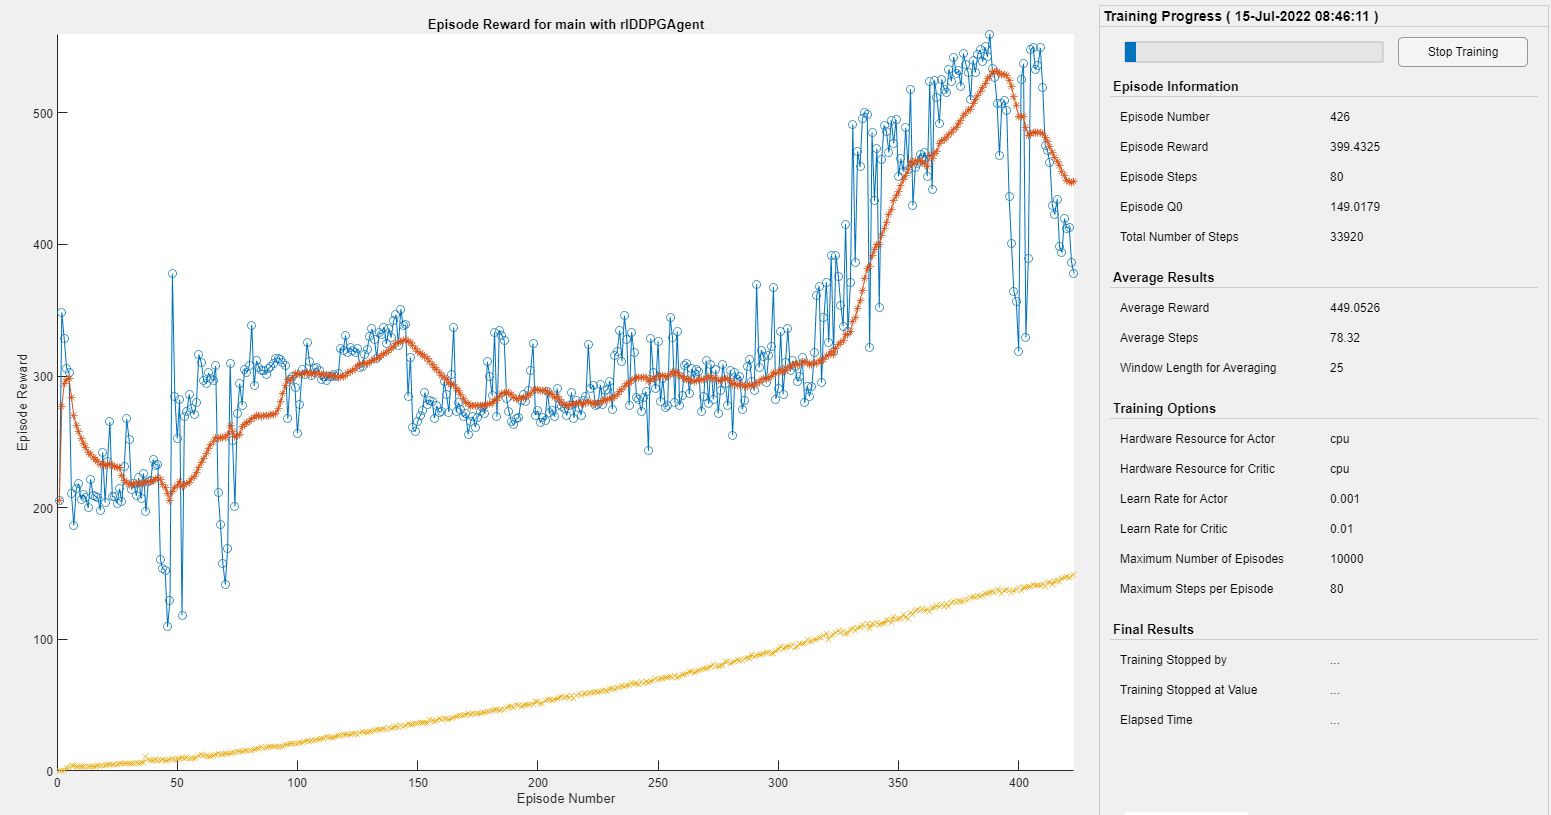 Episode Reward for main with rlDDPGAgent
Episode Reward
500
400
300
200
100
0
0 50 100 150 200 250 300 350 400
Episode Number
Training Progress ( 15-Jul-2022 08:46:11 )
Stop Training
Episode Information
Episode Number 426
Episode Reward 399.4325
Episode Steps 80
Episode Q0 149.0179
Total Number of Steps 33920
Average Results
Average Reward 449.0526
Average Steps 78.32
Window Length for Averaging 25
Training Options
Hardware Resource for Actor cpu
Hardware Resource for Critic cpu
Learn Rate for Actor 0.001
Learn Rate for Critic 0.01
Maximum Number of Episodes 10000
Maximum Steps per Episode 80
Final Results
Training Stopped by ...
Training Stopped at Value ...
Elapsed Time ...